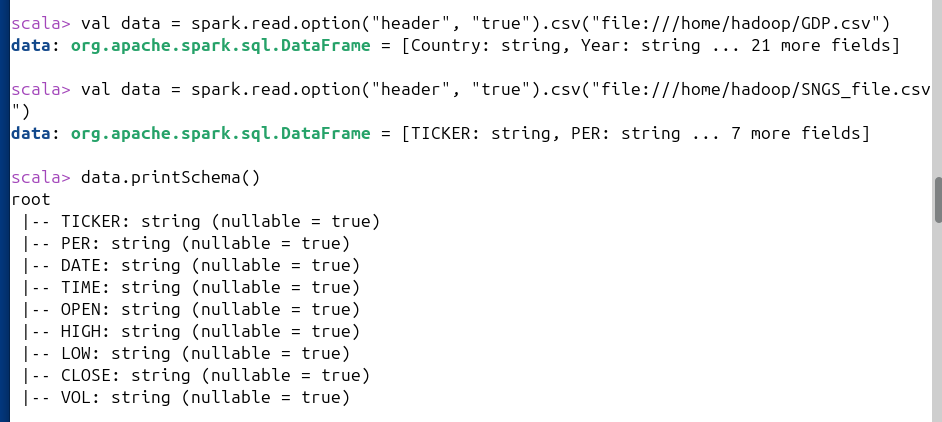 scala> val data = spark.read.option("header", "true").csv("file:///home/hadoop/GDP.csv")
data: org.apache.spark.sql.DataFrame = [Country: string, Year: string ... 21 more fields]
scala> val data = spark.read.option("header", "true").csv("file:///home/hadoop/SNGS_file.csv
")
data: org.apache.spark.sql.DataFrame = [TICKER: string, PER: string ... 7 more fields]
scala> data.printSchema()
root
 |-- TICKER: string (nullable = true)
 |-- PER: string (nullable = true)
 |-- DATE: string (nullable = true)
 |-- TIME: string (nullable = true)
 |-- OPEN: string (nullable = true)
 |-- HIGH: string (nullable = true)
 |-- LOW: string (nullable = true)
 |-- CLOSE: string (nullable = true)
 |-- VOL: string (nullable = true)